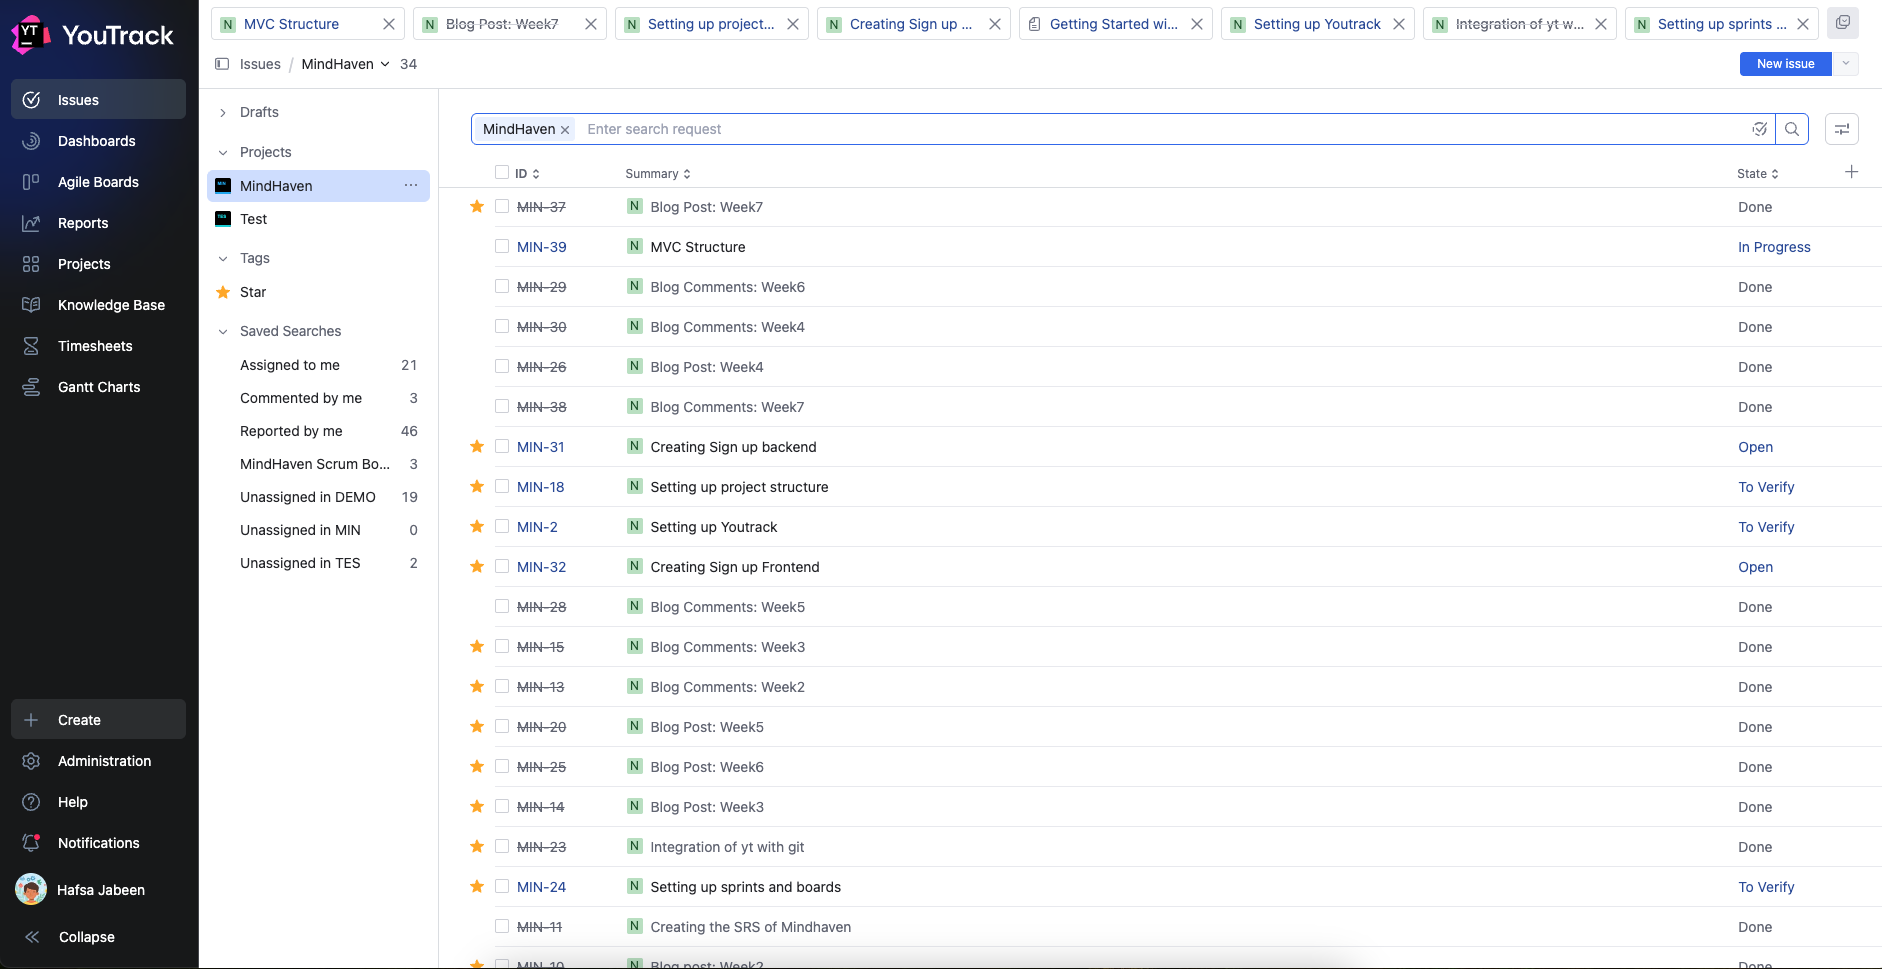 YT
YouTrack
N MVC Structure
N Blog Post: Week7
N Setting up project...
N Creating Sign up ...
Getting Started wi...
N Setting up Youtrack
N Integration of yt w...
N Setting up sprints ...
Issues / MindHaven 34
New issue
Issues
Dashboards
Agile Boards
Reports
Projects
Knowledge Base
Timesheets
Gantt Charts
Create
Administration
Help
Notifications
Hafsa Jabeen
Collapse
Drafts
Projects
MindHaven ...
Test
Tags
Star
Saved Searches
Assigned to me 21
Commented by me 3
Reported by me 46
MindHaven Scrum Bo... 3
Unassigned in DEMO 19
Unassigned in MIN 0
Unassigned in TES 2
MindHaven Enter search request
ID Summary State
MIN-37 N Blog Post: Week7 Done
MIN-39 N MVC Structure In Progress
MIN-29 N Blog Comments: Week6 Done
MIN-30 N Blog Comments: Week4 Done
MIN-26 N Blog Post: Week4 Done
MIN-38 N Blog Comments: Week7 Done
MIN-31 N Creating Sign up backend Open
MIN-18 N Setting up project structure To Verify
MIN-2 N Setting up Youtrack To Verify
MIN-32 N Creating Sign up Frontend Open
MIN-28 N Blog Comments: Week5 Done
MIN-15 N Blog Comments: Week3 Done
MIN-13 N Blog Comments: Week2 Done
MIN-20 N Blog Post: Week5 Done
MIN-25 N Blog Post: Week6 Done
MIN-14 N Blog Post: Week3 Done
MIN-23 N Integration of yt with git Done
MIN-24 N Setting up sprints and boards To Verify
MIN-11 N Creating the SRS of Mindhaven Done
MIN-10 N Blog post: Week2 Done